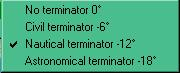 No terminator 0°
Civil terminator -6°
Nautical terminator -12°
Astronomical terminator -18°